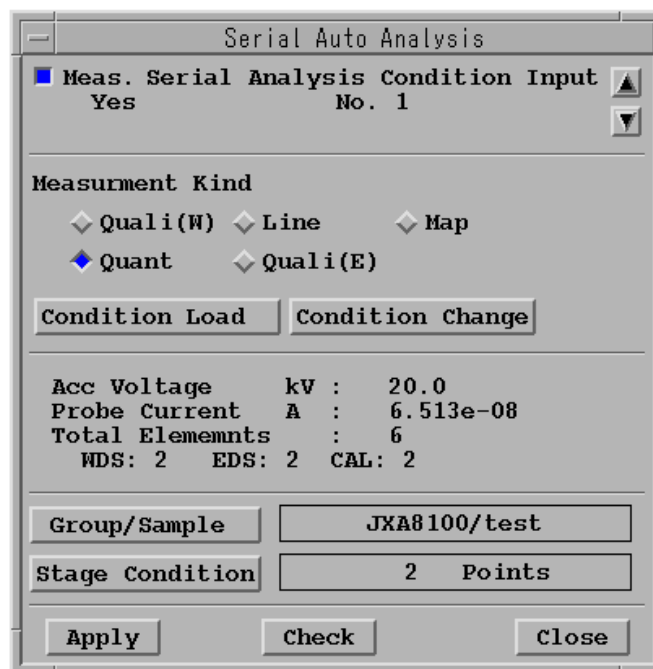 Serial Auto Analysis
Meas. Serial Analysis Condition Input
Yes No. 1
Measurment Kind
Quali(W) Line Map
Quant Quali(E)
Condition Load Condition Change
Acc Voltage kV : 20.0
Probe Current A : 6.513e-08
Total Elememnts : 6
WDS: 2 EDS: 2 CAL: 2
Group/Sample JXA8100/test
Stage Condition 2 Points
Apply Check Close